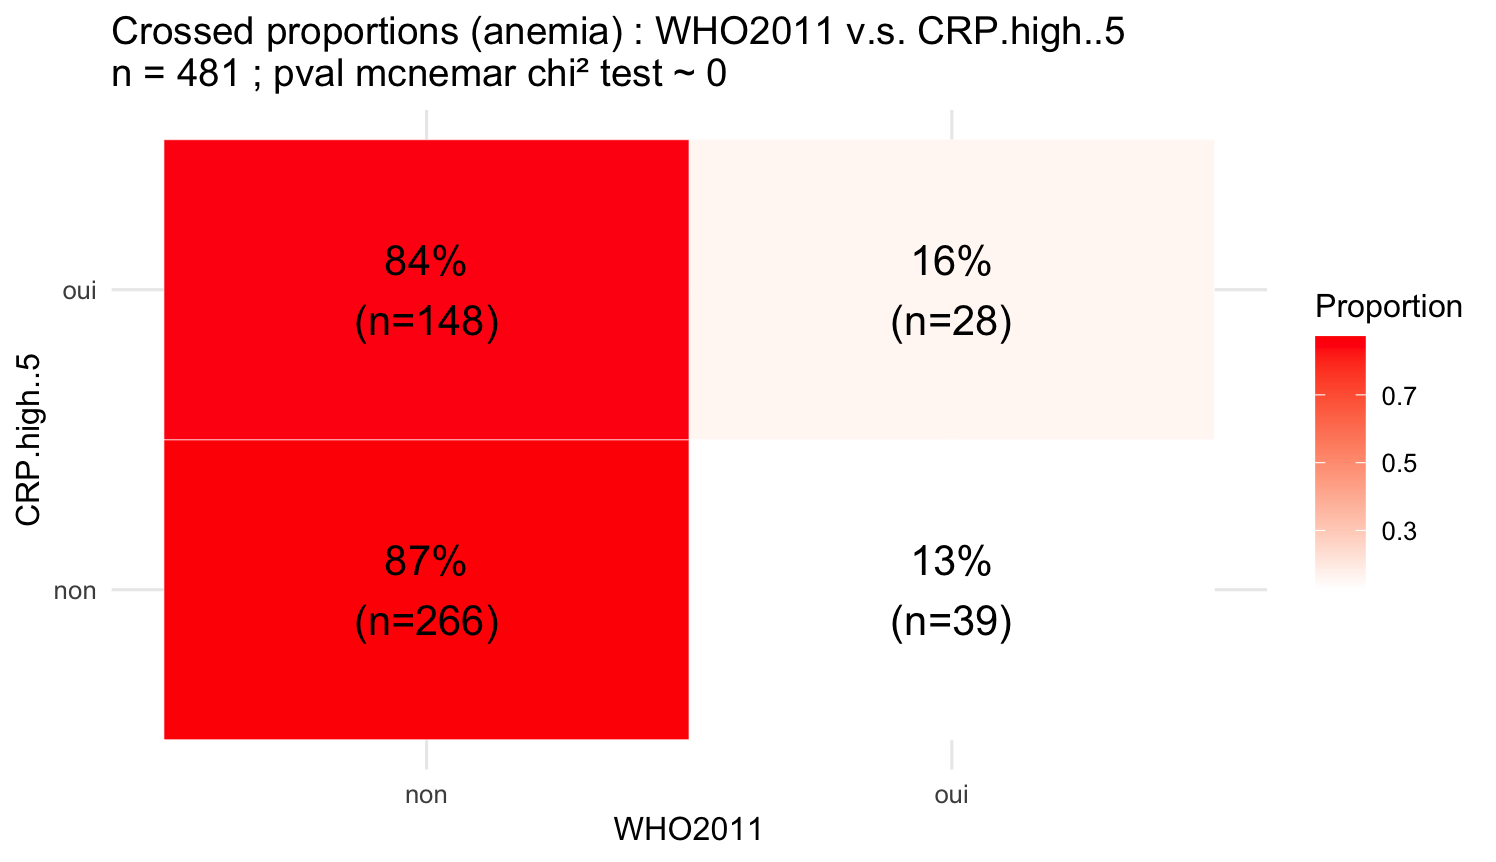 Crossed proportions (anemia) : WHO2011 v.s. CRP.high..5
n = 481 ; pval mcnemar chi² test ~ 0
CRP.high..5
oui
non
84%
(n=148)
16%
(n=28)
87%
(n=266)
13%
(n=39)
non
oui
WHO2011
Proportion
0.7
0.5
0.3